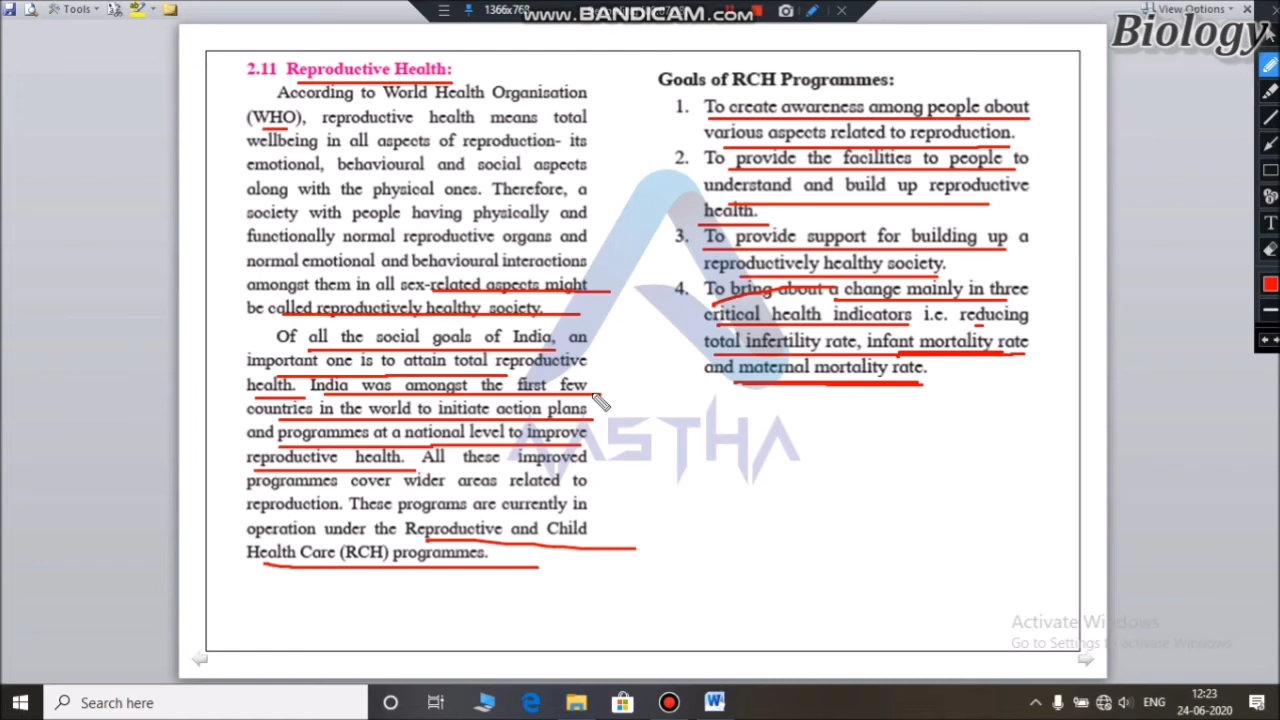 Tools
1366x768
www.BANDICAM.com
View Options
Biology
2.11 Reproductive Health:
According to World Health Organisation
(WHO), reproductive health means total
wellbeing in all aspects of reproduction- its
emotional, behavioural and social aspects
along with the physical ones. Therefore, a
society with people having physically and
functionally normal reproductive organs and
normal emotional and behavioural interactions
amongst them in all sex-related aspects might
be called reproductively healthy society.
Of all the social goals of India, an
important one is to attain total reproductive
health. India was amongst the first few
countries in the world to initiate action plans
and programmes at a national level to improve
reproductive health. All these improved
programmes cover wider areas related to
reproduction. These programs are currently in
operation under the Reproductive and Child
Health Care (RCH) programmes.
Goals of RCH Programmes:
1. To create awareness among people about
various aspects related to reproduction.
2. To provide the facilities to people to
understand and build up reproductive
health.
3. To provide support for building up a
reproductively healthy society.
4. To bring about a change mainly in three
critical health indicators i.e. reducing
total infertility rate, infant mortality rate
and maternal mortality rate.
AASTHA
Activate Windows
Go to Settings to activate Windows.
Search here
ENG
12:23
24-06-2020